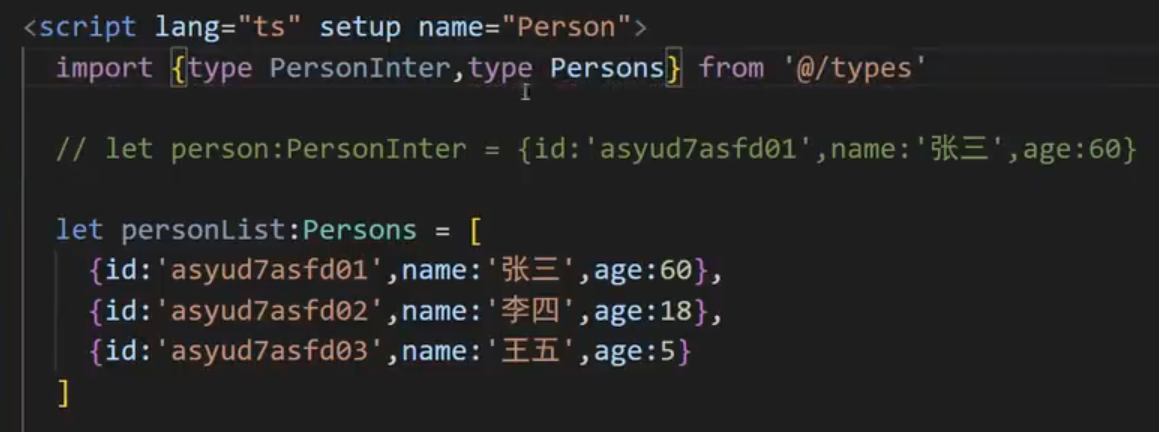 <script lang="ts" setup name="Person">
import {type PersonInter,type Persons} from '@/types'
// let person:PersonInter = {id:'asyud7asfd01',name:'张三',age:60}
let personList:Persons = [
{id:'asyud7asfd01',name:'张三',age:60},
{id:'asyud7asfd02',name:'李四',age:18},
{id:'asyud7asfd03',name:'王五',age:5}
]